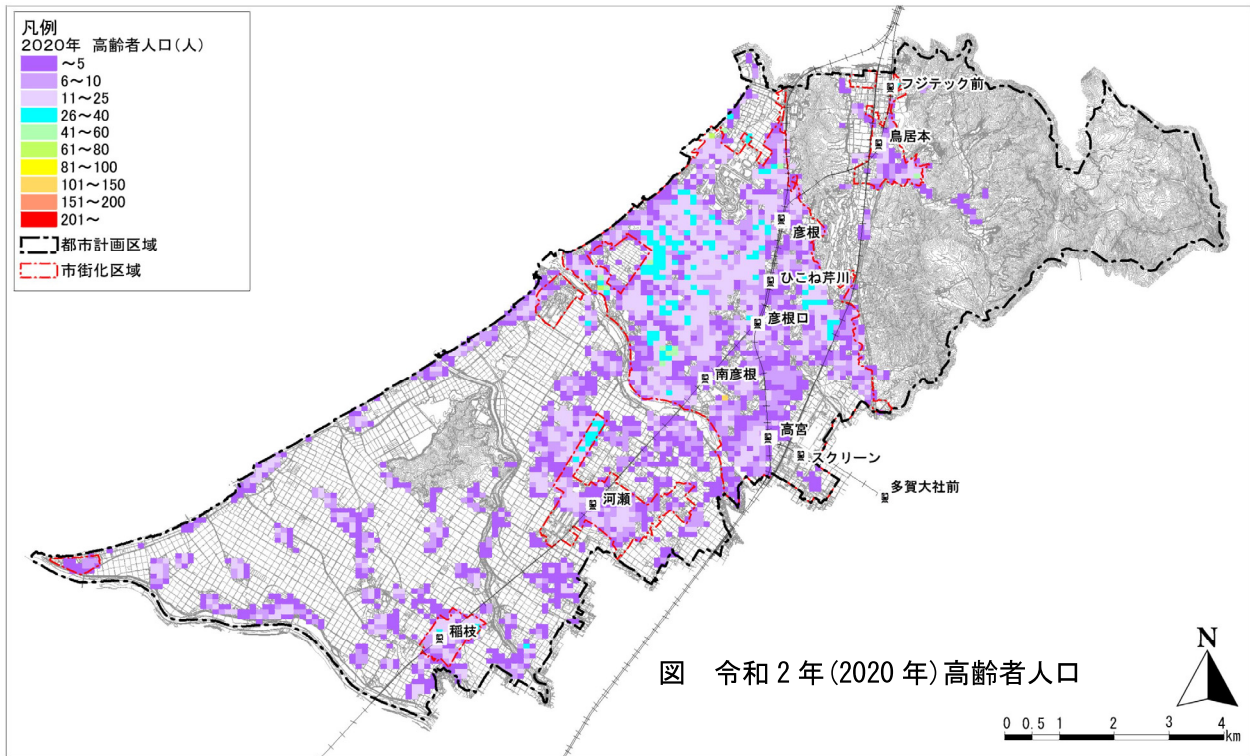 凡例
2020年 高齢者人口(人)
～5
6～10
11～25
26～40
41～60
61～80
81～100
101～150
151～200
201～
都市計画区域
市街化区域
フジテック前
鳥居本
彦根
ひこね芹川
彦根口
南彦根
高宮
スクリーン
多賀大社前
河瀬
稲枝
図 令和2年(2020年)高齢者人口
N
0 0.5 1 2 3 4
km